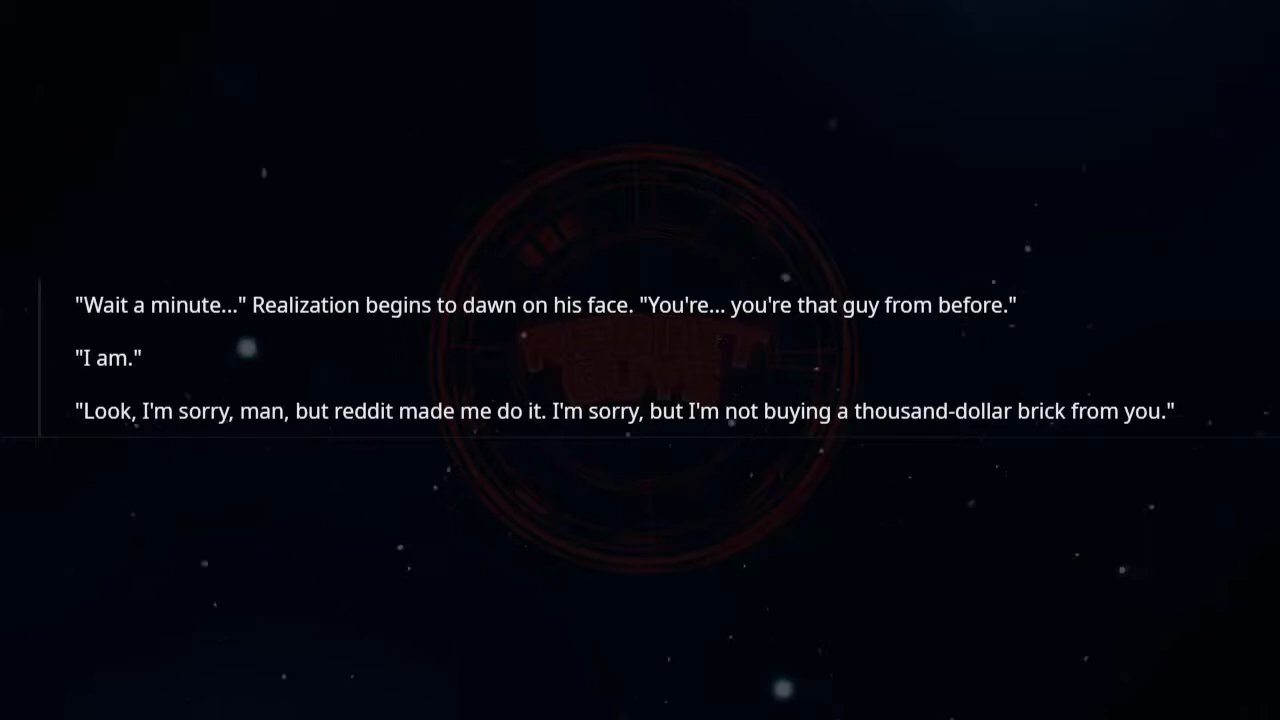 "Wait a minute..." Realization begins to dawn on his face. "You're... you're that guy from before."
"I am."
"Look, I'm sorry, man, but reddit made me do it. I'm sorry, but I'm not buying a thousand-dollar brick from you."